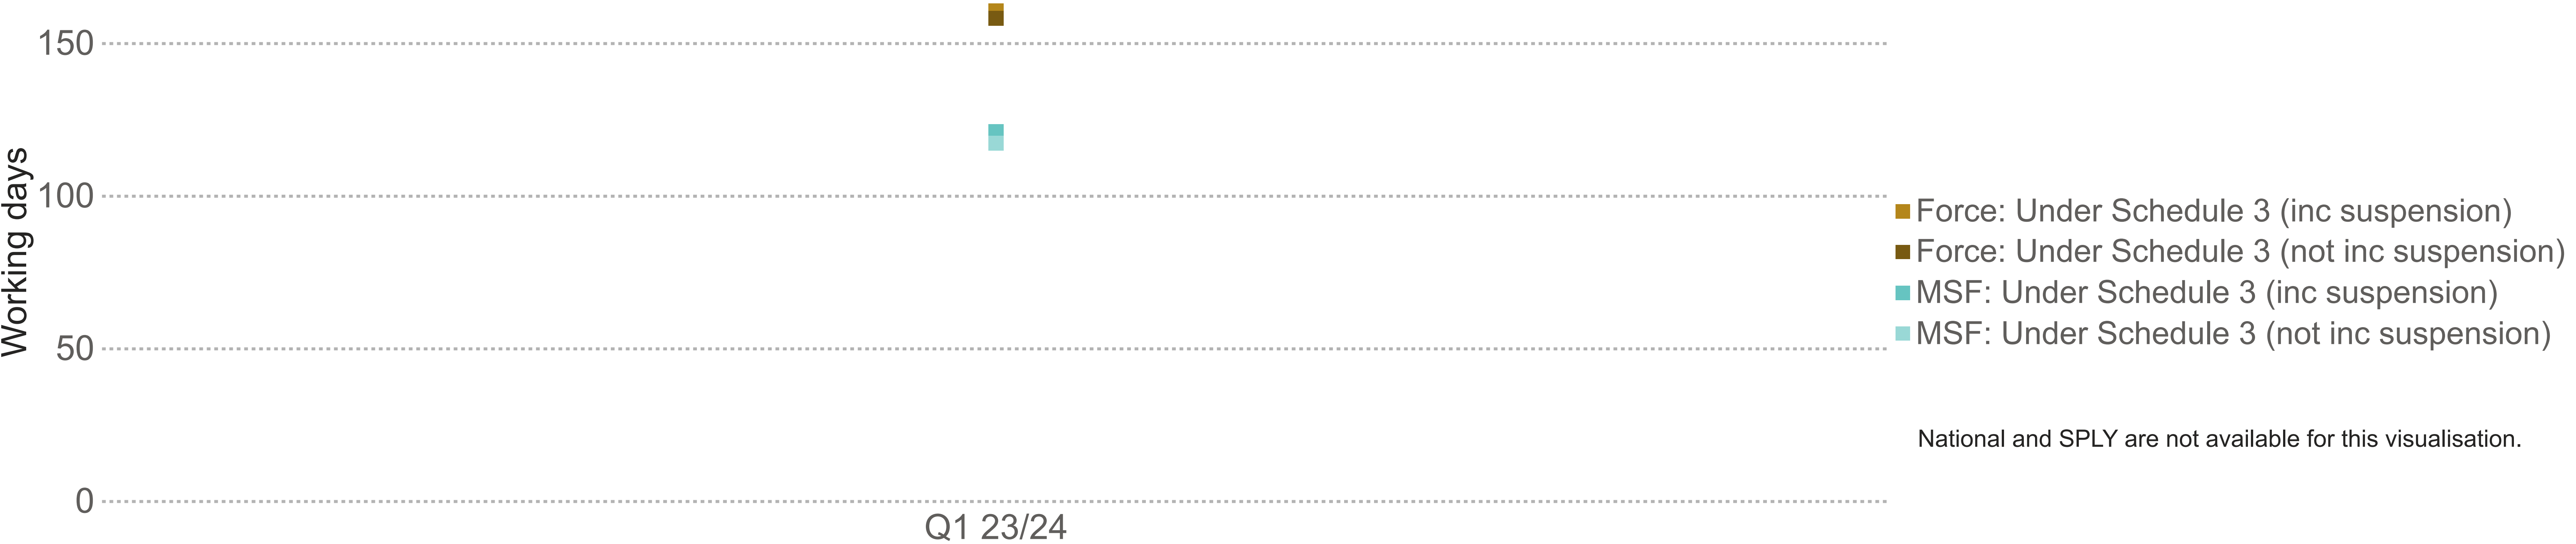 150
100
50
0
Working days
Q1 23/24
Force: Under Schedule 3 (inc suspension)
Force: Under Schedule 3 (not inc suspension)
MSF: Under Schedule 3 (inc suspension)
MSF: Under Schedule 3 (not inc suspension)
National and SPLY are not available for this visualisation.